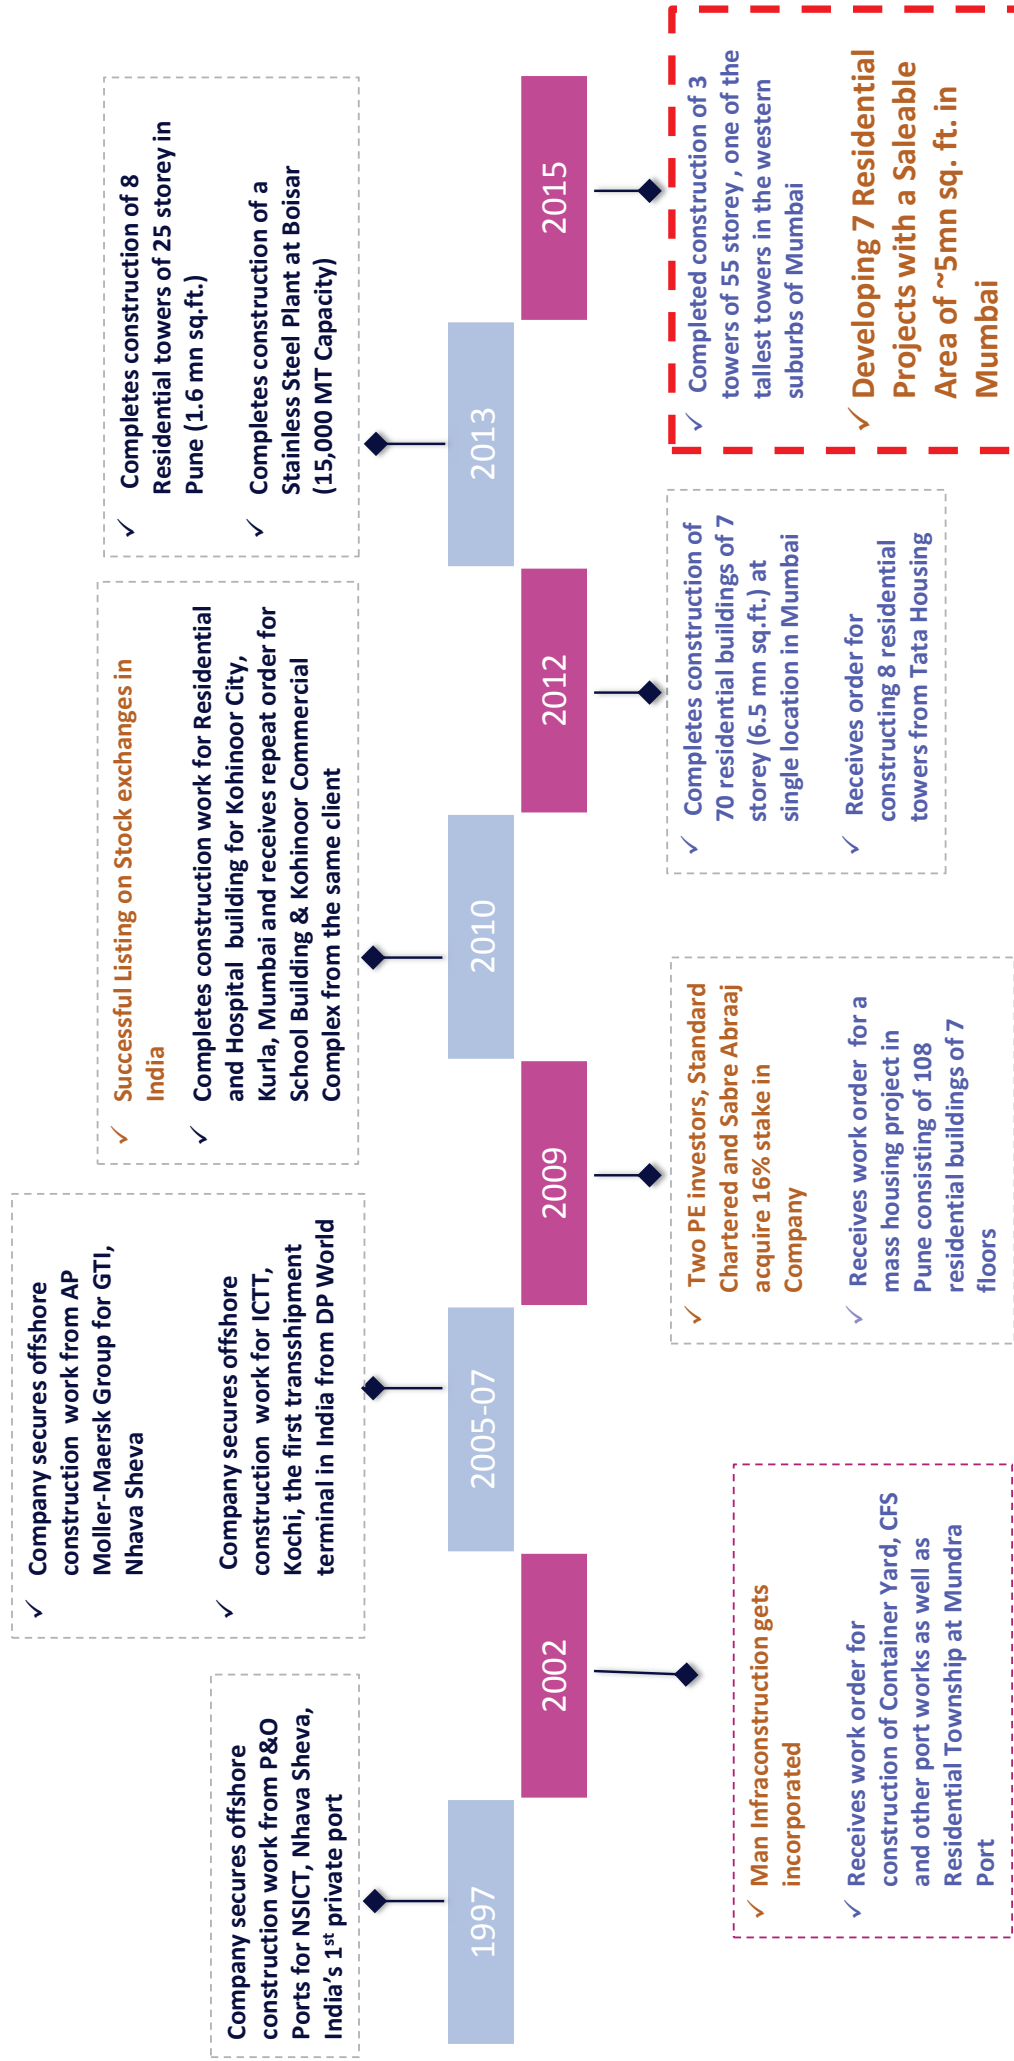 Company secures offshore
construction work from P&O
Ports for NSICT, Nhava Sheva,
India's 1st private port
1997
2002
✓ Man Infraconstruction gets
incorporated
✓ Receives work order for
construction of Container Yard, CFS
and other port works as well as
Residential Township at Mundra
Port
✓ Company secures offshore
construction work from AP
Moller-Maersk Group for GTI,
Nhava Sheva
✓ Company secures offshore
construction work for ICTT,
Kochi, the first transshipment
terminal in India from DP World
2005-07
2009
✓ Two PE investors, Standard
Chartered and Sabre Abraaj
acquire 16% stake in
Company
✓ Receives work order for a
mass housing project in
Pune consisting of 108
residential buildings of 7
floors
✓ Successful Listing on Stock exchanges in
India
✓ Completes construction work for Residential
and Hospital building for Kohinoor City,
Kurla, Mumbai and receives repeat order for
School Building & Kohinoor Commercial
Complex from the same client
2010
2012
✓ Completes construction of
70 residential buildings of 7
storey (6.5 mn sq.ft.) at
single location in Mumbai
✓ Receives order for
constructing 8 residential
towers from Tata Housing
✓ Completes construction of 8
Residential towers of 25 storey in
Pune (1.6 mn sq.ft.)
✓ Completes construction of a
Stainless Steel Plant at Boisar
(15,000 MT Capacity)
2013
2015
✓ Completed construction of 3
towers of 55 storey , one of the
tallest towers in the western
suburbs of Mumbai
✓ Developing 7 Residential
Projects with a Saleable
Area of ~5mn sq. ft. in
Mumbai